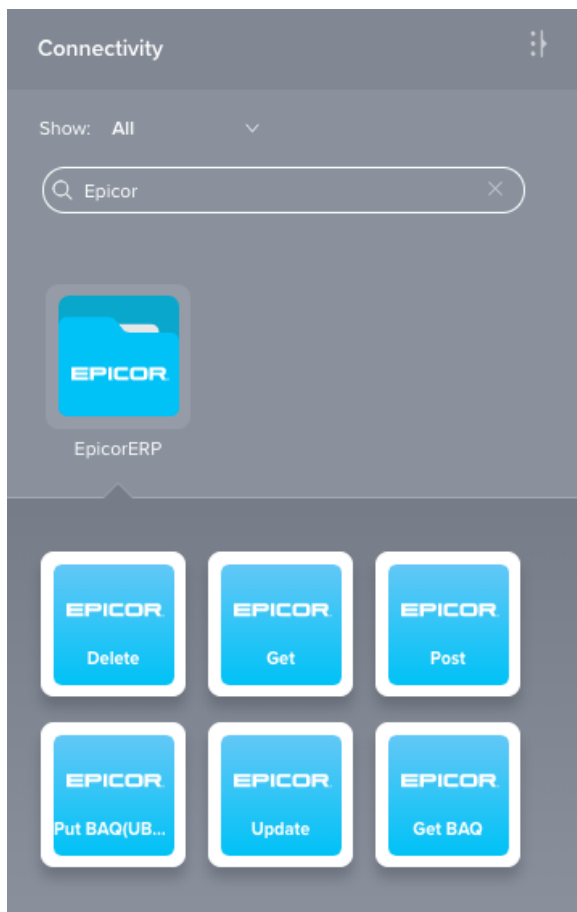 Connectivity
Show: All
Epicor
EPICOR
EpicorERP
EPICOR EPICOR EPICOR
Delete Get Post
EPICOR EPICOR EPICOR
Put BAQ(UB... Update Get BAQ